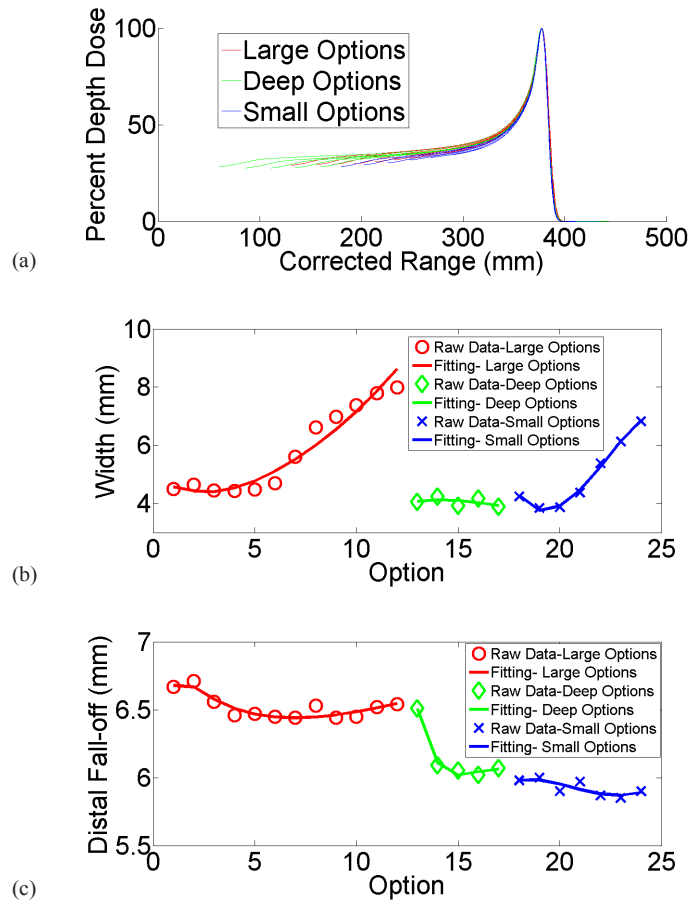 100
50
0
Percent Depth Dose
Large Options
Deep Options
Small Options
0 100 200 300 400 500
Corrected Range (mm)
(a)
10
8
6
4
Width (mm)
Raw Data-Large Options
Fitting- Large Options
Raw Data-Deep Options
Fitting- Deep Options
Raw Data-Small Options
Fitting- Small Options
0 5 10 15 20 25
Option
(b)
7
6.5
6
5.5
Distal Fall-off (mm)
Raw Data-Large Options
Fitting- Large Options
Raw Data-Deep Options
Fitting- Deep Options
Raw Data-Small Options
Fitting- Small Options
0 5 10 15 20 25
Option
(c)